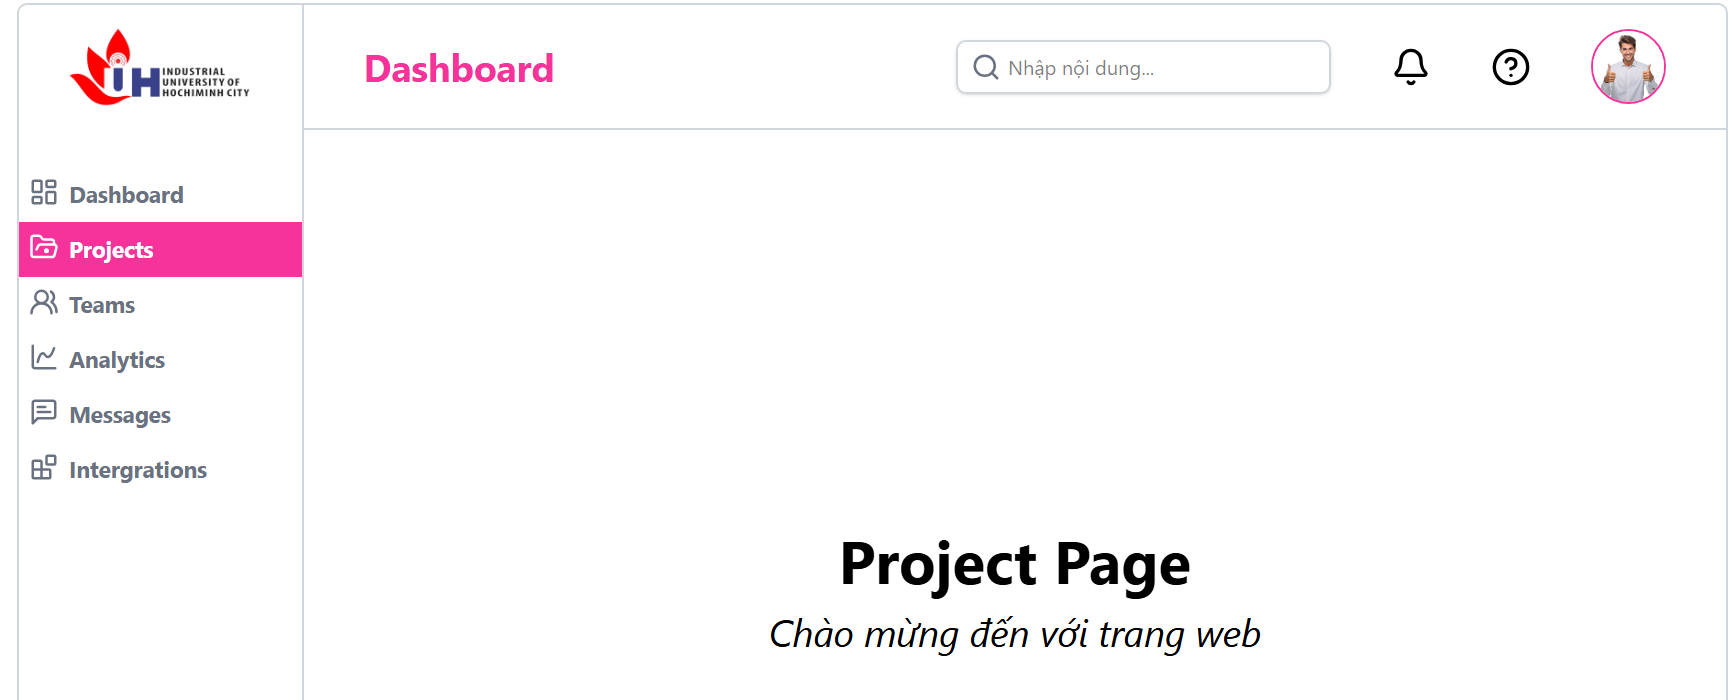 IUH
INDUSTRIAL
UNIVERSITY OF
HOCHIMINH CITY
Dashboard
Nhập nội dung...
Dashboard
Projects
Teams
Analytics
Messages
Intergrations
Project Page
Chào mừng đến với trang web